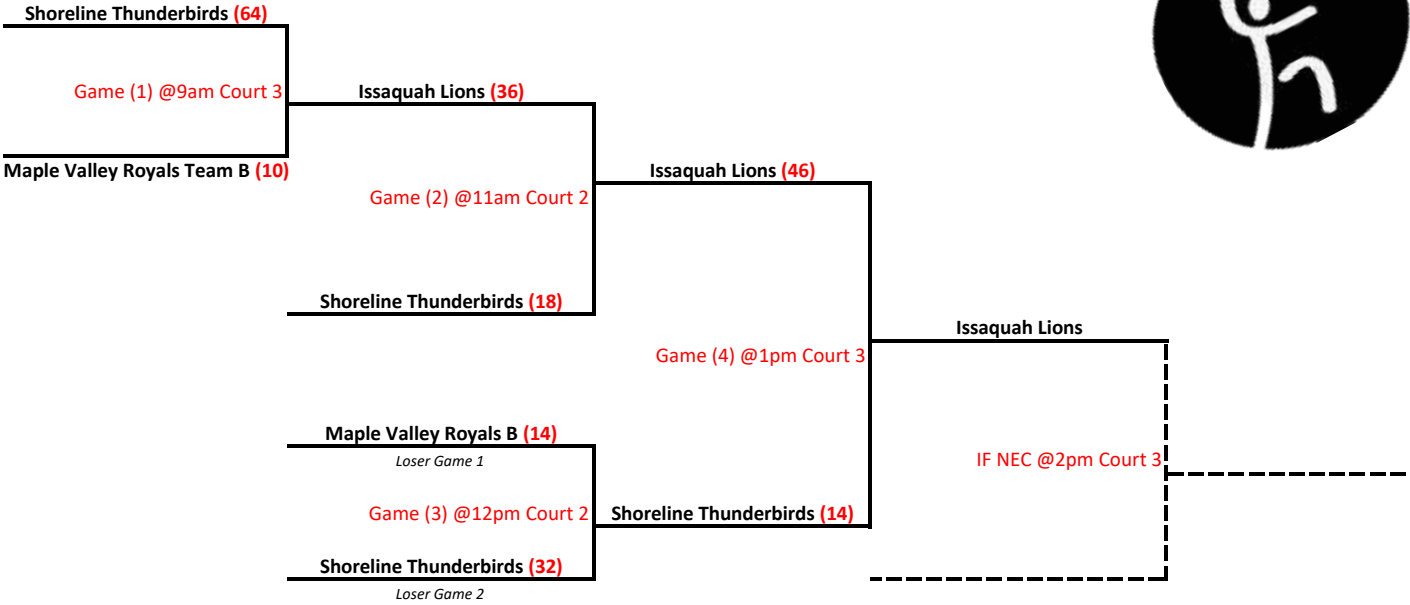 Shoreline Thunderbirds (64)
Game (1) @9am Court 3
Issaquah Lions (36)
Maple Valley Royals Team B (10)
Issaquah Lions (46)
Game (2) @11am Court 2
Shoreline Thunderbirds (18)
Issaquah Lions
Game (4) @1pm Court 3
Maple Valley Royals B (14)
Loser Game 1
IF NEC @2pm Court 3
Game (3) @12pm Court 2
Shoreline Thunderbirds (14)
Shoreline Thunderbirds (32)
Loser Game 2